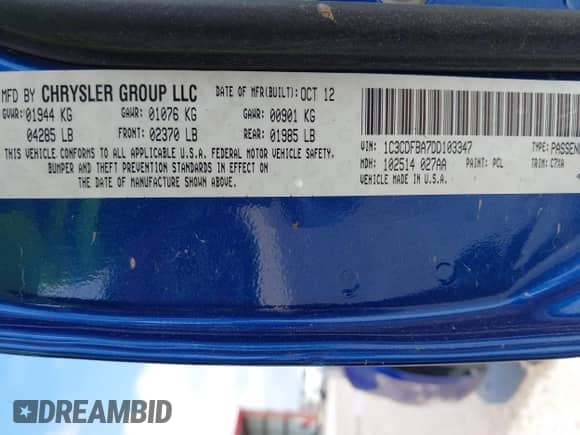 MFD BY CHRYSLER GROUP LLC DATE OF MFR(BUILT): OCT 12
GVWR: 01944 KG GAWR: 01076 KG GAWR: 00901 KG
04285 LB FRONT: 02370 LB REAR: 01985 LB
THIS VEHICLE CONFORMS TO ALL APPLICABLE U.S.A. FEDERAL MOTOR VEHICLE SAFETY,
BUMPER AND THEFT PREVENTION STANDARDS IN EFFECT ON
THE DATE OF MANUFACTURE SHOWN ABOVE.
VIN: 1C3CDFBA7DD103347 TYPE: PASSEN
MDH: 102514 027AA PAINT: PCL TRIM: C7XA
VEHICLE MADE IN U.S.A.
DREAMBID